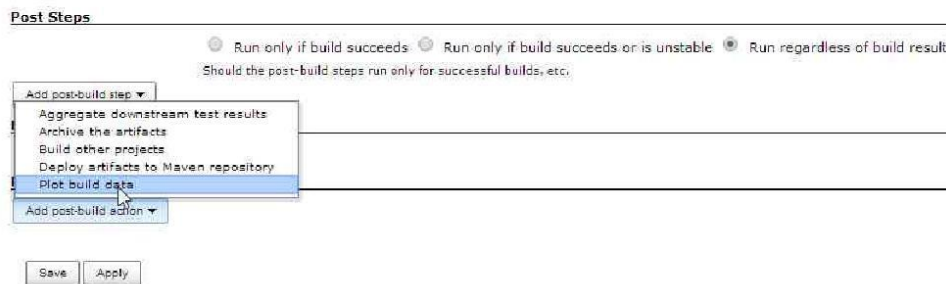 Post Steps
Run only if build succeeds Run only if build succeeds or is unstable Run regardless of build result
Should the post-build steps run only for successful builds, etc.
Add post-build step
Aggregate downstream test results
Archive the artifacts
Build other projects
Deploy artifacts to Maven repository
Plot build data
Add post-build action
Save Apply